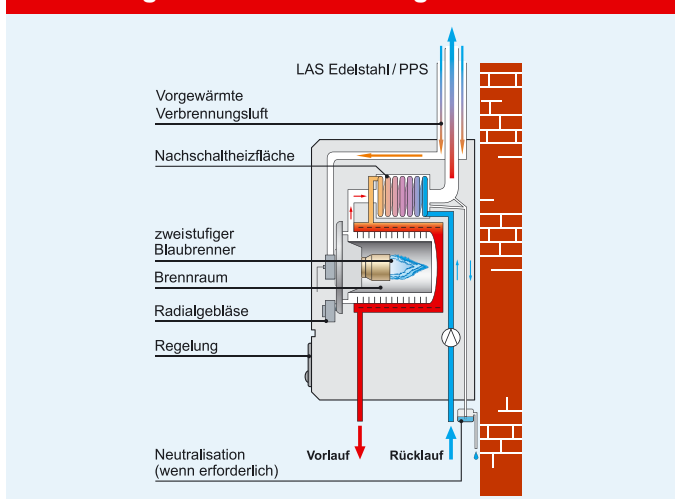 LAS Edelstahl / PPS
Vorgewärmte
Verbrennungsluft
Nachschaltheizfläche
zweistufiger
Blaubrenner
Brennraum
Radialgebläse
Regelung
Neutralisation
(wenn erforderlich)
Vorlauf
Rücklauf